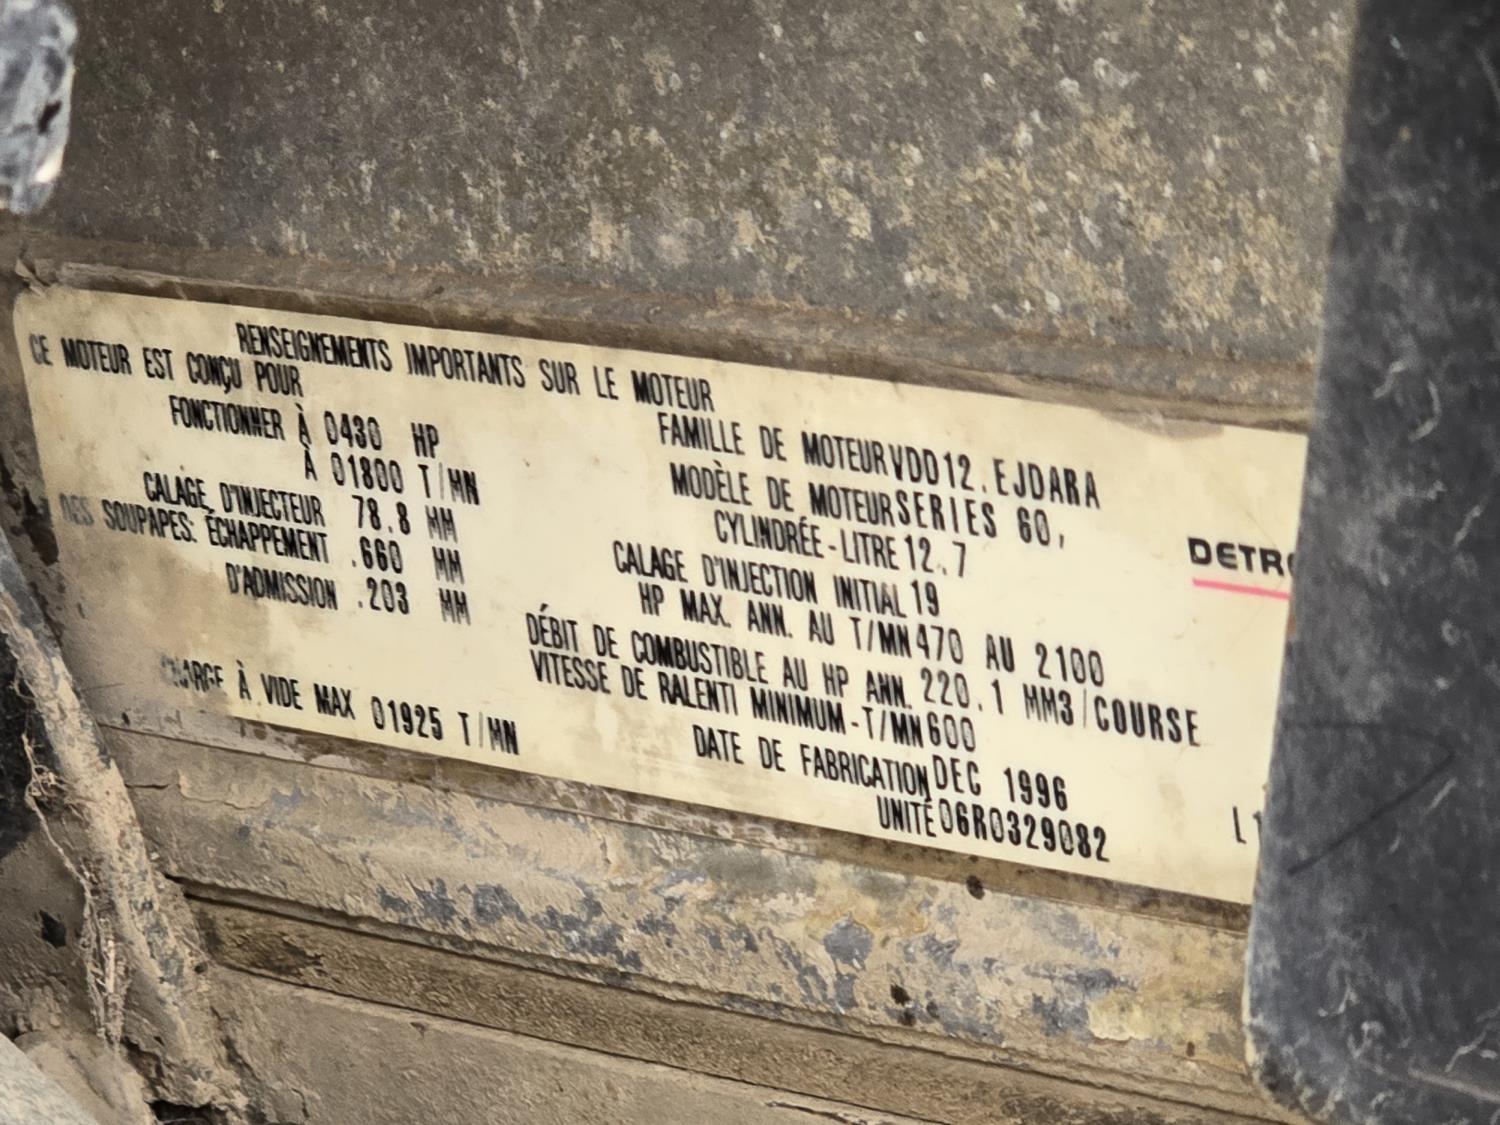 RENSEIGNEMENTS IMPORTANTS SUR LE MOTEUR
CE MOTEUR EST CONÇU POUR
FONCTIONNER À 0430 HP
À 01800 T/MN
CALAGE D'INJECTEUR 78.8 MM
DES SOUPAPES: ÉCHAPPEMENT .660 MM
D'ADMISSION .203 MM
À VIDE MAX 01925 T/MN
FAMILLE DE MOTEUR VDD12.EJDARA
MODÈLE DE MOTEUR SERIES 60,
CYLINDRÉE-LITRE 12.7
CALAGE D'INJECTION INITIAL 19
HP MAX. ANN. AU T/MN 470 AU 2100
DÉBIT DE COMBUSTIBLE AU HP ANN. 220.1 MM3/COURSE
VITESSE DE RALENTI MINIMUM-T/MN 600
DATE DE FABRICATION DEC 1996
UNITÉ 06R0329082
DETR
L